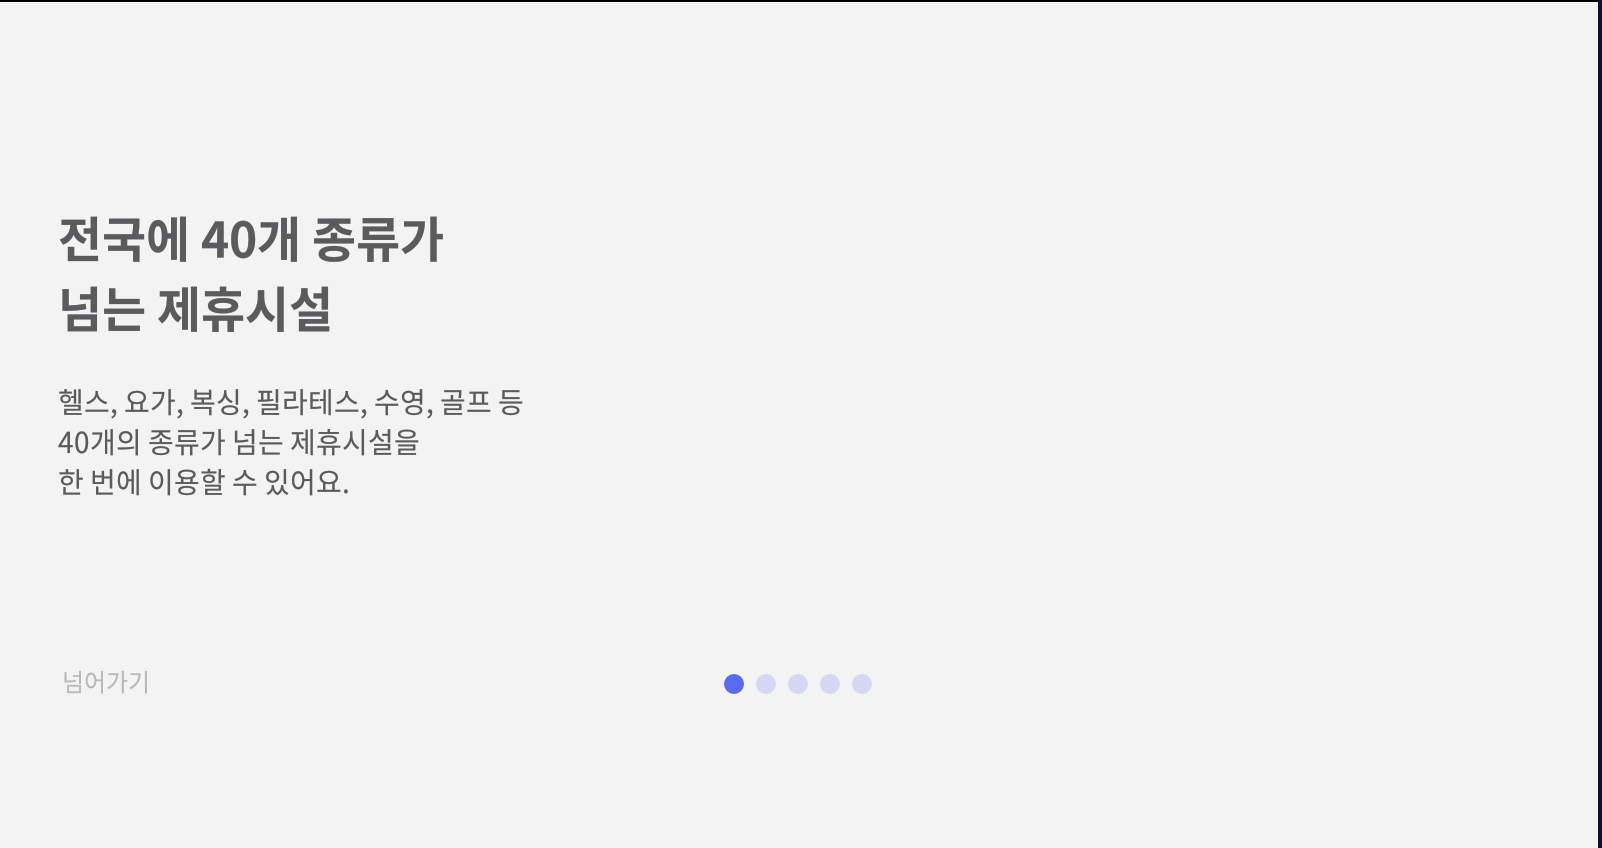 전국에 40개 종류가
넘는 제휴시설
헬스, 요가, 복싱, 필라테스, 수영, 골프 등
40개의 종류가 넘는 제휴시설을
한 번에 이용할 수 있어요.
넘어가기